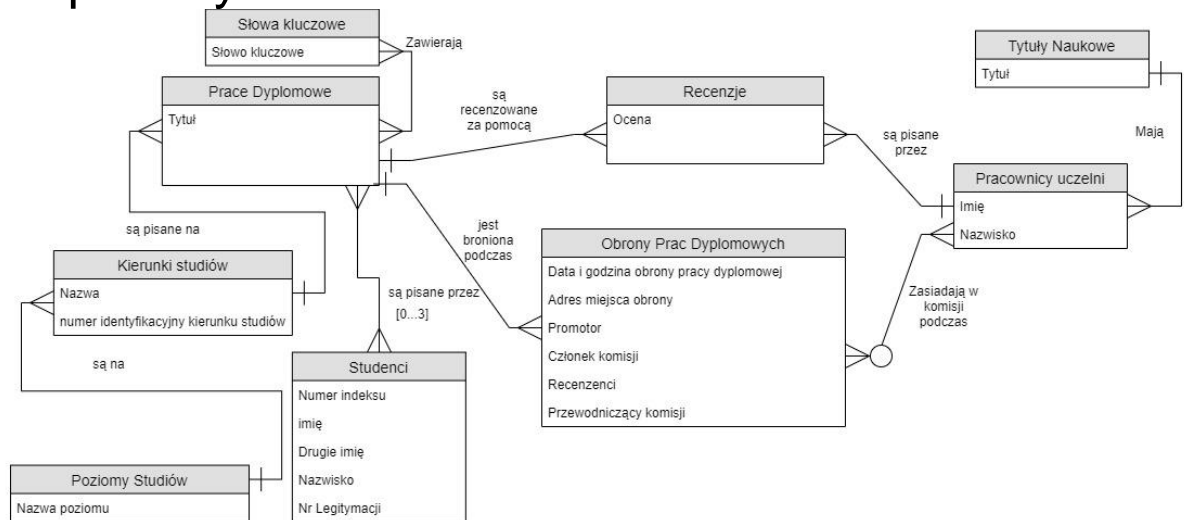 Słowa kluczowe
Słowo kluczowe
Zawierają
Prace Dyplomowe
Tytuł
są
recenzowane
za pomocą
Recenzje
Ocena
są pisane
przez
Tytuły Naukowe
Tytuł
Mają
Pracownicy uczelni
Imię
Nazwisko
są pisane na
jest
broniona
podczas
Kierunki studiów
Nazwa
numer identyfikacyjny kierunku studiów
są pisane przez
[0...3]
Obrony Prac Dyplomowych
Data i godzina obrony pracy dyplomowej
Adres miejsca obrony
Promotor
Członek komisji
Recenzenci
Przewodniczący komisji
Zasiadają w
komisji
podczas
są na
Studenci
Numer indeksu
imię
Drugie imię
Nazwisko
Nr Legitymacji
Poziomy Studiów
Nazwa poziomu